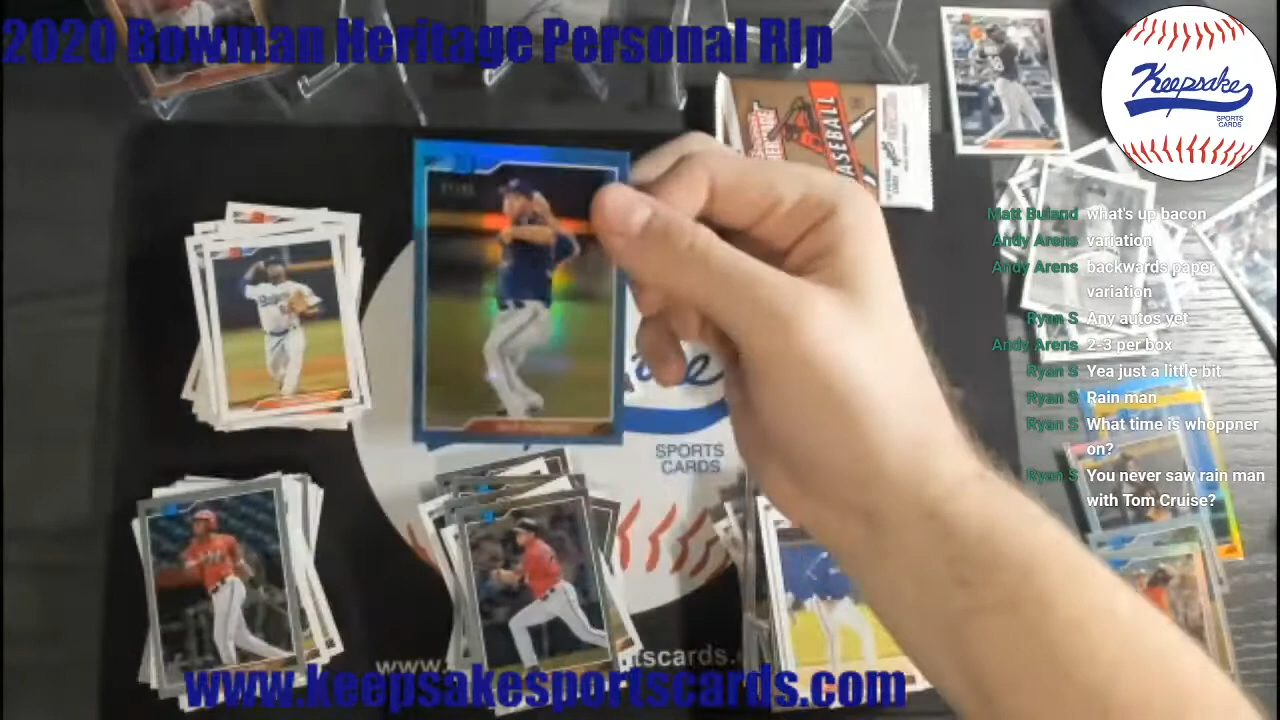 2020 Bowman Heritage Personal Rip
BASEBALL
Keepsake
SPORTS
CARDS
Matt Buland what's up bacon
Andy Arens variation
Andy Arens backwards paper
variation
Ryan S Any autos yet
Andy Arens 2-3 per box
Ryan S Yea just a little bit
Ryan S Rain man
Ryan S What time is whoppner
on?
Ryan S You never saw rain man
with Tom Cruise?
SPORTS
CARDS
www.keepsakesportscards.com